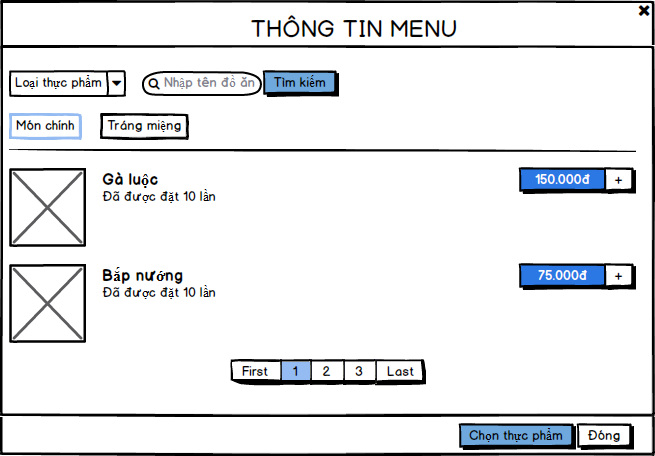 THÔNG TIN MENU
Loại thực phẩm Nhập tên đồ ăn Tìm kiếm
Món chính Tráng miệng
Gà luộc 150.000đ +
Đã được đặt 10 lần
Bắp nướng 75.000đ +
Đã được đặt 10 lần
First 1 2 3 Last
Chọn thực phẩm Đóng